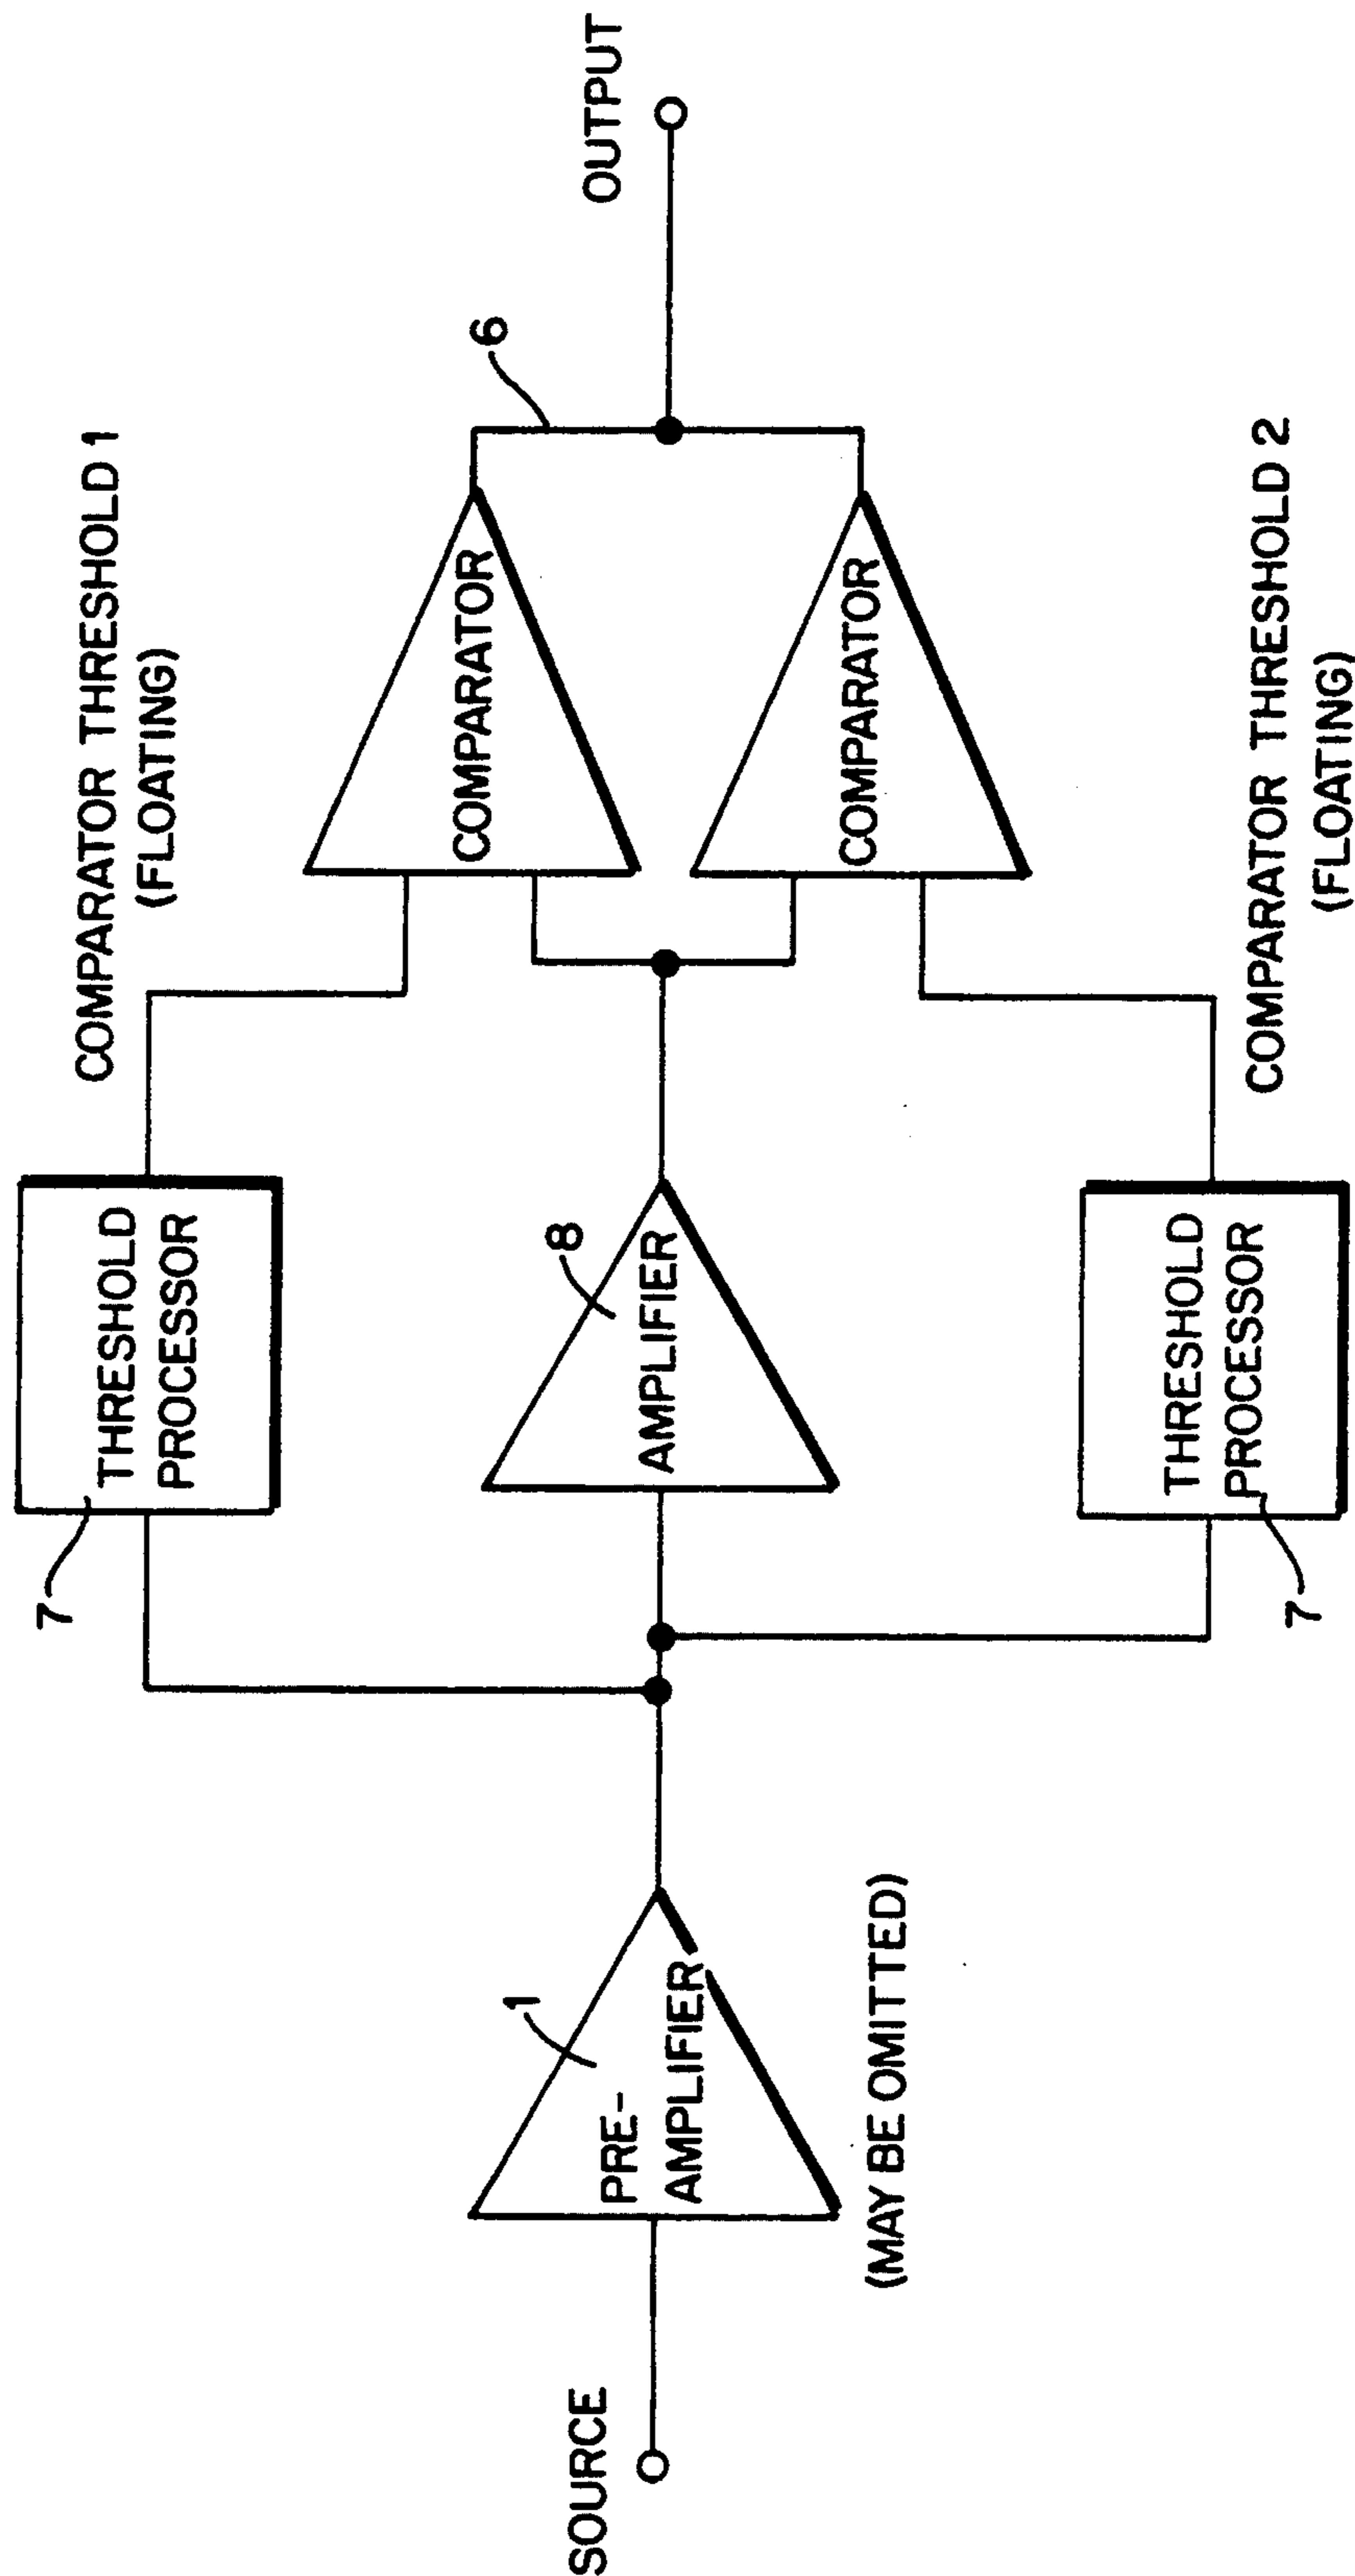 SOURCE
1
PRE-
AMPLIFIER
(MAY BE OMITTED)
7
THRESHOLD
PROCESSOR
8
AMPLIFIER
7
THRESHOLD
PROCESSOR
COMPARATOR THRESHOLD 1
(FLOATING)
COMPARATOR
COMPARATOR
COMPARATOR THRESHOLD 2
(FLOATING)
6
OUTPUT